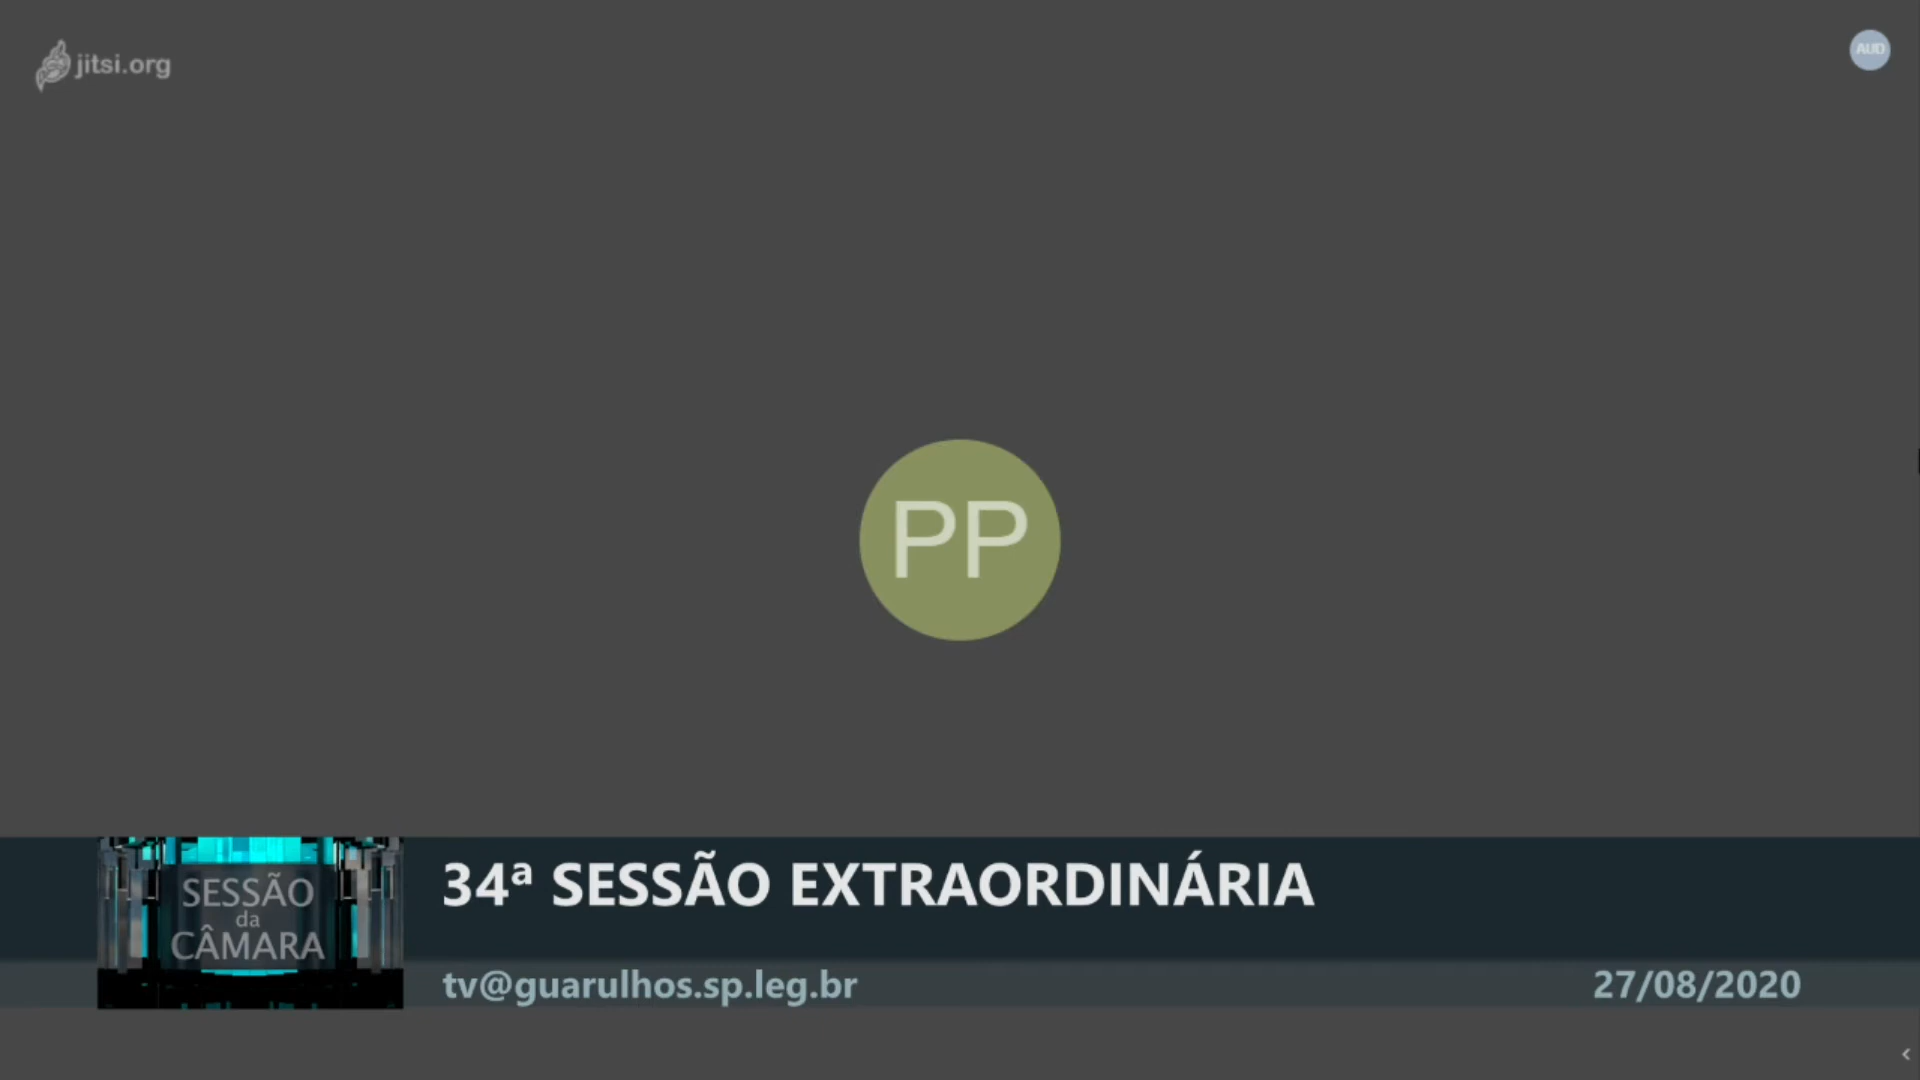 jitsi.org
AUD
PP
SESSÃO
da
CÂMARA
34ª SESSÃO EXTRAORDINÁRIA
tv@guarulhos.sp.leg.br
27/08/2020